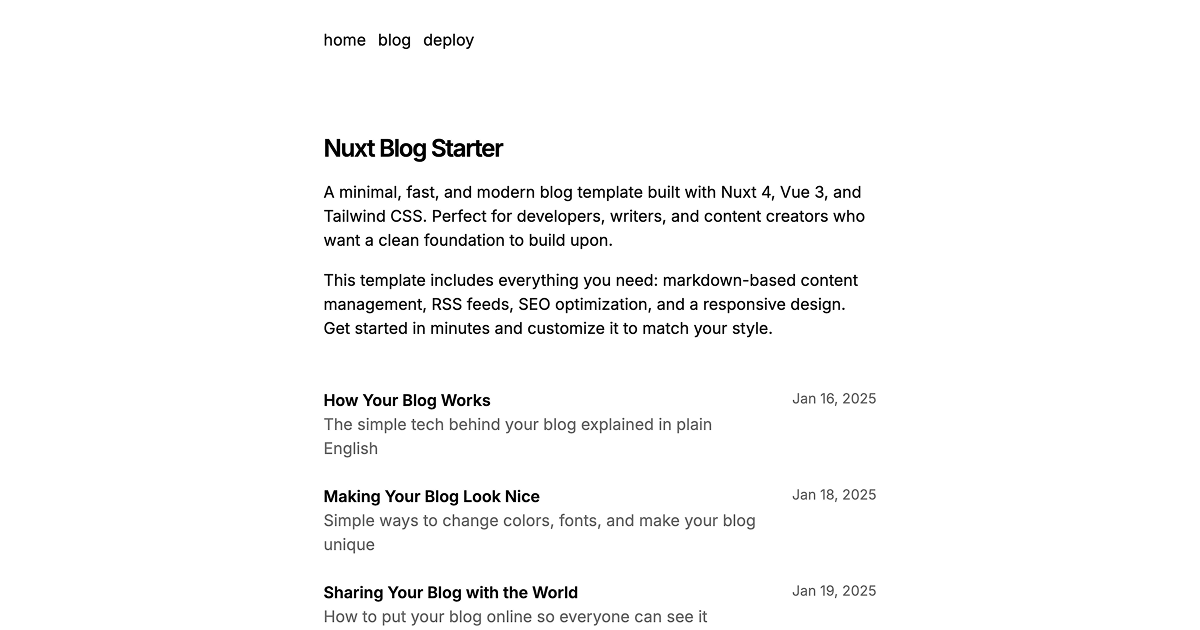 home blog deploy
Nuxt Blog Starter
A minimal, fast, and modern blog template built with Nuxt 4, Vue 3, and
Tailwind CSS. Perfect for developers, writers, and content creators who
want a clean foundation to build upon.
This template includes everything you need: markdown-based content
management, RSS feeds, SEO optimization, and a responsive design.
Get started in minutes and customize it to match your style.
How Your Blog Works Jan 16, 2025
The simple tech behind your blog explained in plain
English
Making Your Blog Look Nice Jan 18, 2025
Simple ways to change colors, fonts, and make your blog
unique
Sharing Your Blog with the World Jan 19, 2025
How to put your blog online so everyone can see it